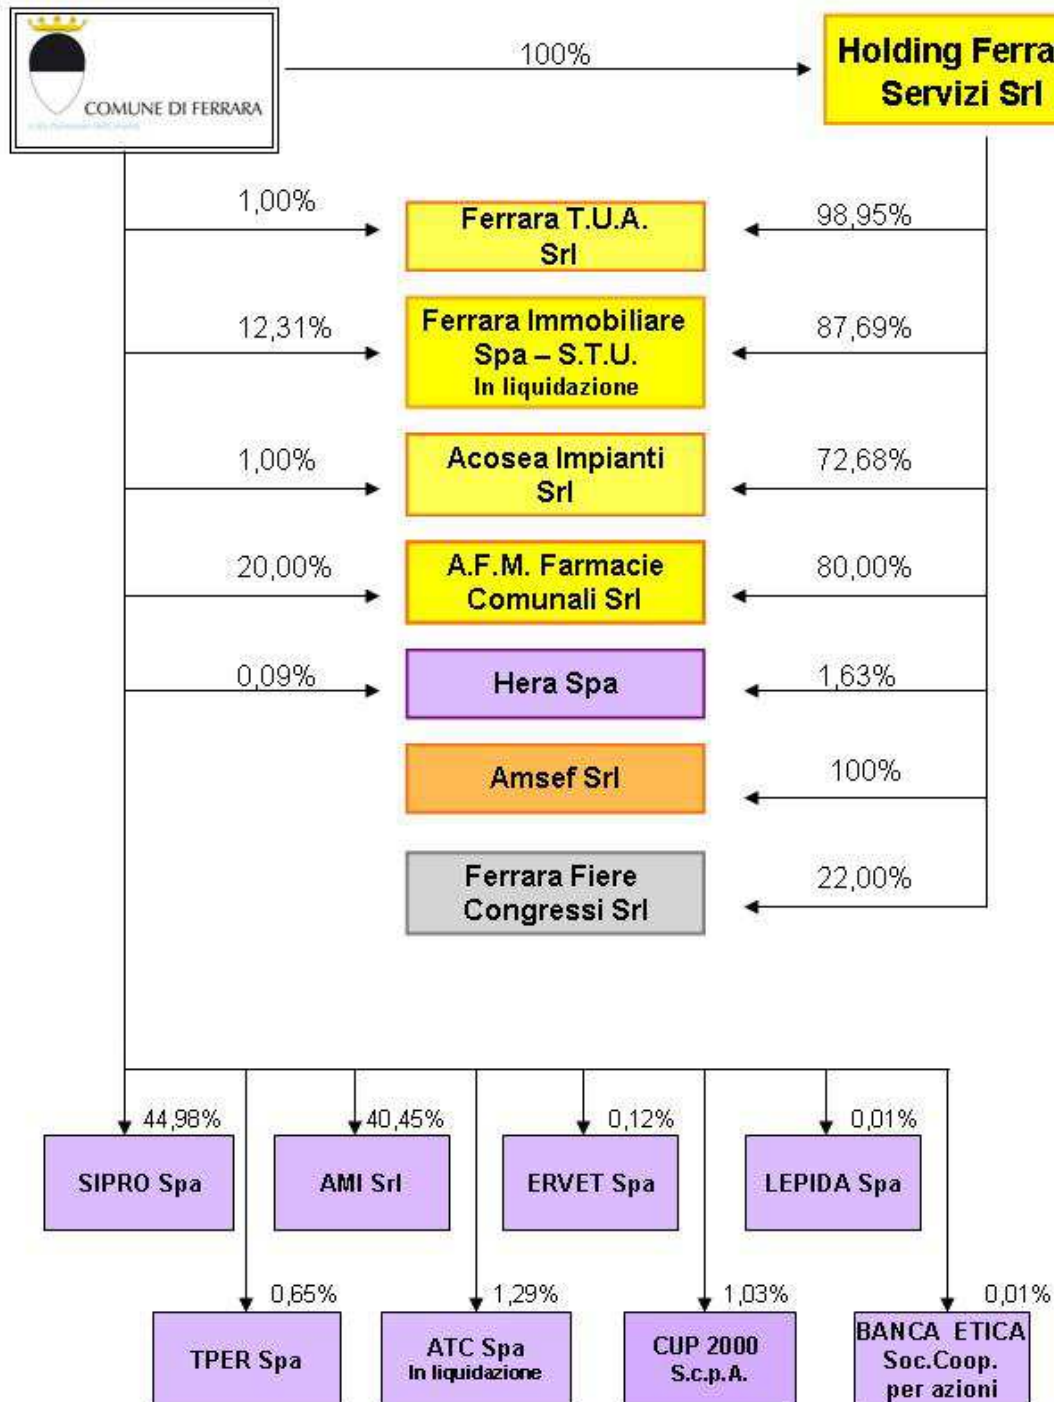 COMUNE DI FERRARA
100%
Holding Ferra
Servizi Srl
1,00%
Ferrara T.U.A.
Srl
98,95%
12,31%
Ferrara Immobiliare
Spa – S.T.U.
In liquidazione
87,69%
1,00%
Acosea Impianti
Srl
72,68%
20,00%
A.F.M. Farmacie
Comunali Srl
80,00%
0,09%
Hera Spa
1,63%
Amsef Srl
100%
Ferrara Fiere
Congressi Srl
22,00%
44,98%
40,45%
0,12%
0,01%
SIPRO Spa
AMI Srl
ERVET Spa
LEPIDA Spa
0,65%
1,29%
1,03%
0,01%
TPER Spa
ATC Spa
In liquidazione
CUP 2000
S.c.p.A.
BANCA ETICA
Soc.Coop.
per azioni